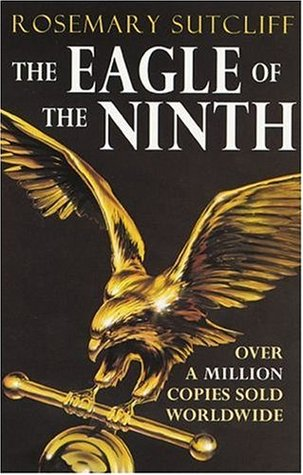 ROSEMARY SUTCLIFF
THE EAGLE OF
THE NINTH
OVER
A MILLION
COPIES SOLD
WORLDWIDE